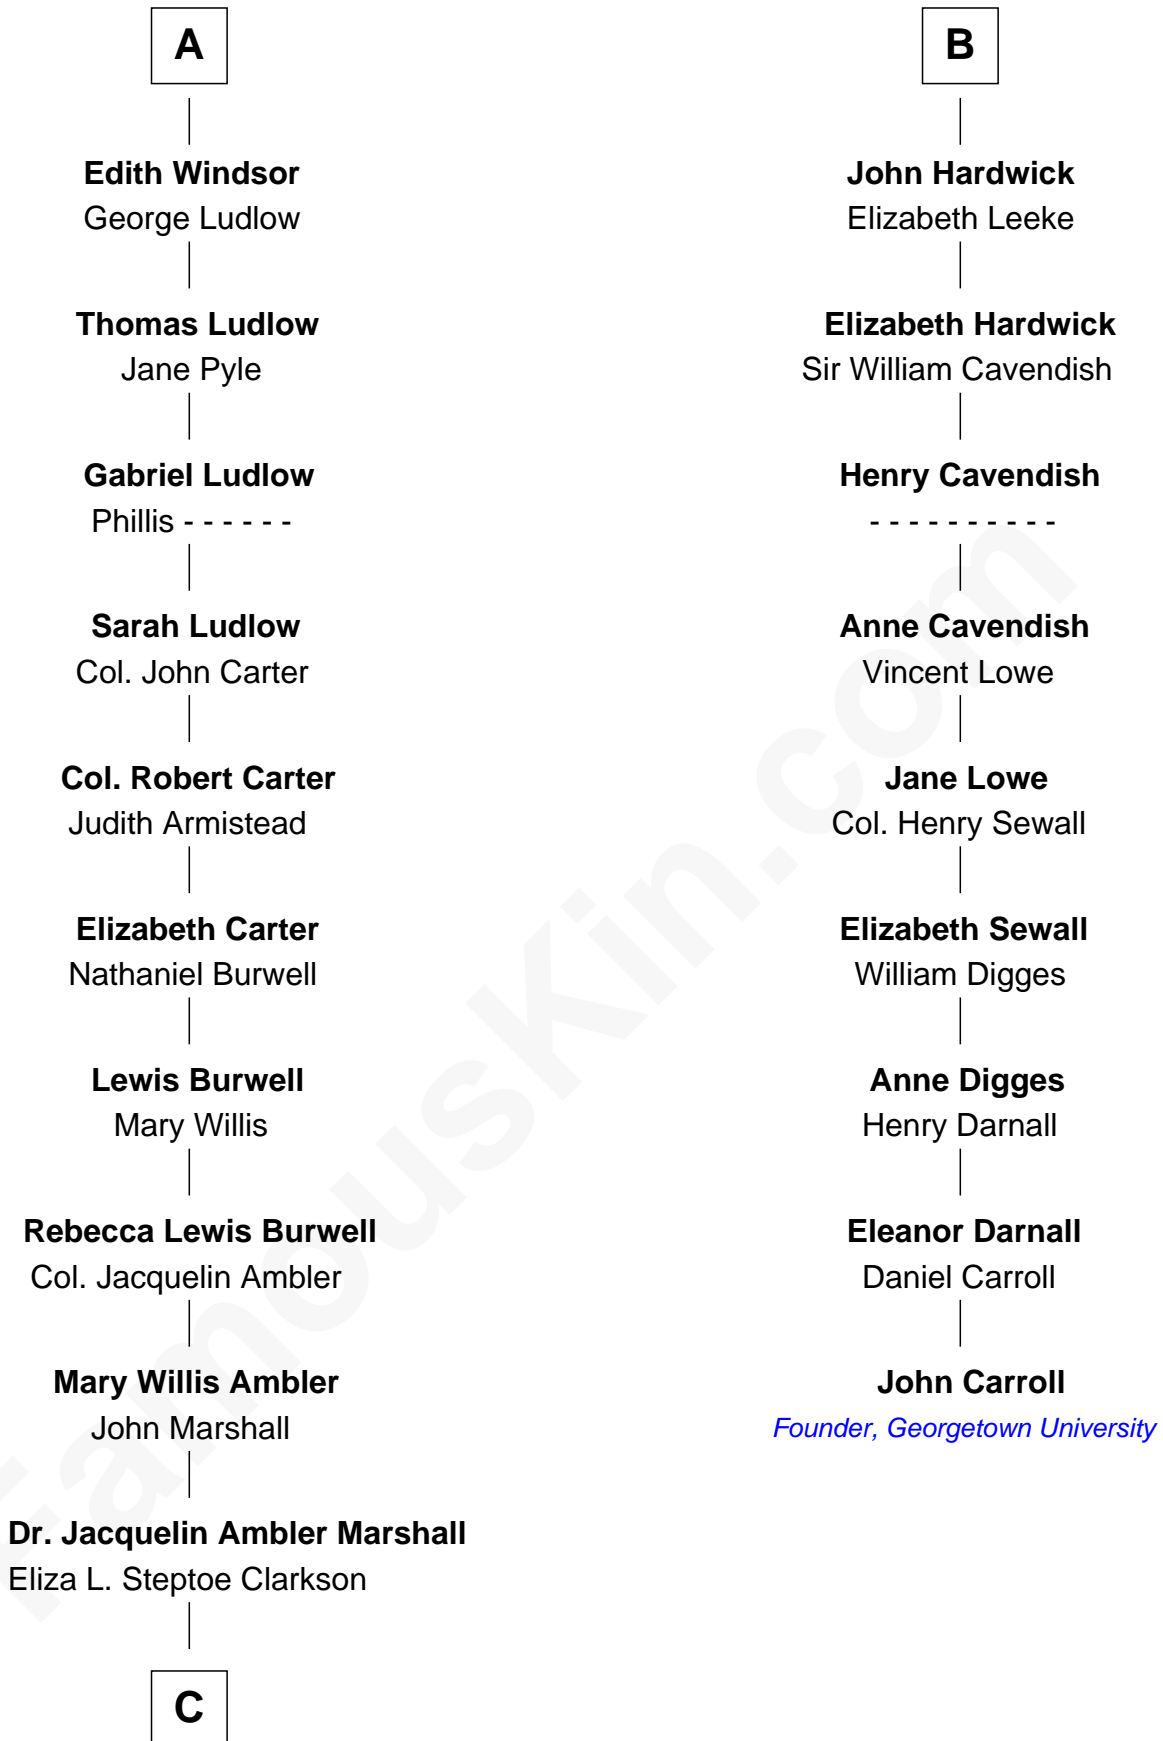 A
Edith Windsor
George Ludlow
Thomas Ludlow
Jane Pyle
Gabriel Ludlow
Phillis - - - - - -
Sarah Ludlow
Col. John Carter
Col. Robert Carter
Judith Armistead
Elizabeth Carter
Nathaniel Burwell
Lewis Burwell
Mary Willis
Rebecca Lewis Burwell
Col. Jacquelin Ambler
Mary Willis Ambler
John Marshall
Dr. Jacquelin Ambler Marshall
Eliza L. Steptoe Clarkson
C
B
John Hardwick
Elizabeth Leeke
Elizabeth Hardwick
Sir William Cavendish
Henry Cavendish
- - - - - - - - - -
Anne Cavendish
Vincent Lowe
Jane Lowe
Col. Henry Sewall
Elizabeth Sewall
William Digges
Anne Digges
Henry Darnall
Eleanor Darnall
Daniel Carroll
John Carroll
Founder, Georgetown University
FamousKin.com